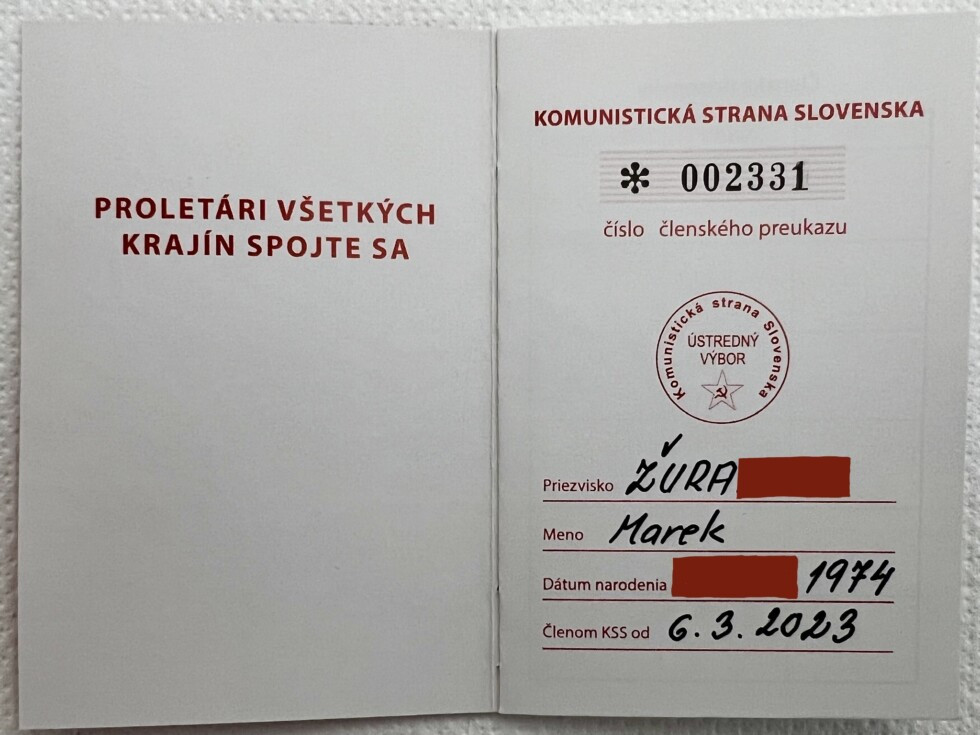 PROLETÁRI VŠETKÝCH
KRAJÍN SPOJTE SA
KOMUNISTICKÁ STRANA SLOVENSKA
* 002331
číslo členského preukazu
Komunistická strana Slovenska
ÚSTREDNÝ
VÝBOR
Priezvisko ŽURA
Meno Marek
Dátum narodenia 1974
Členom KSS od 6. 3. 2023